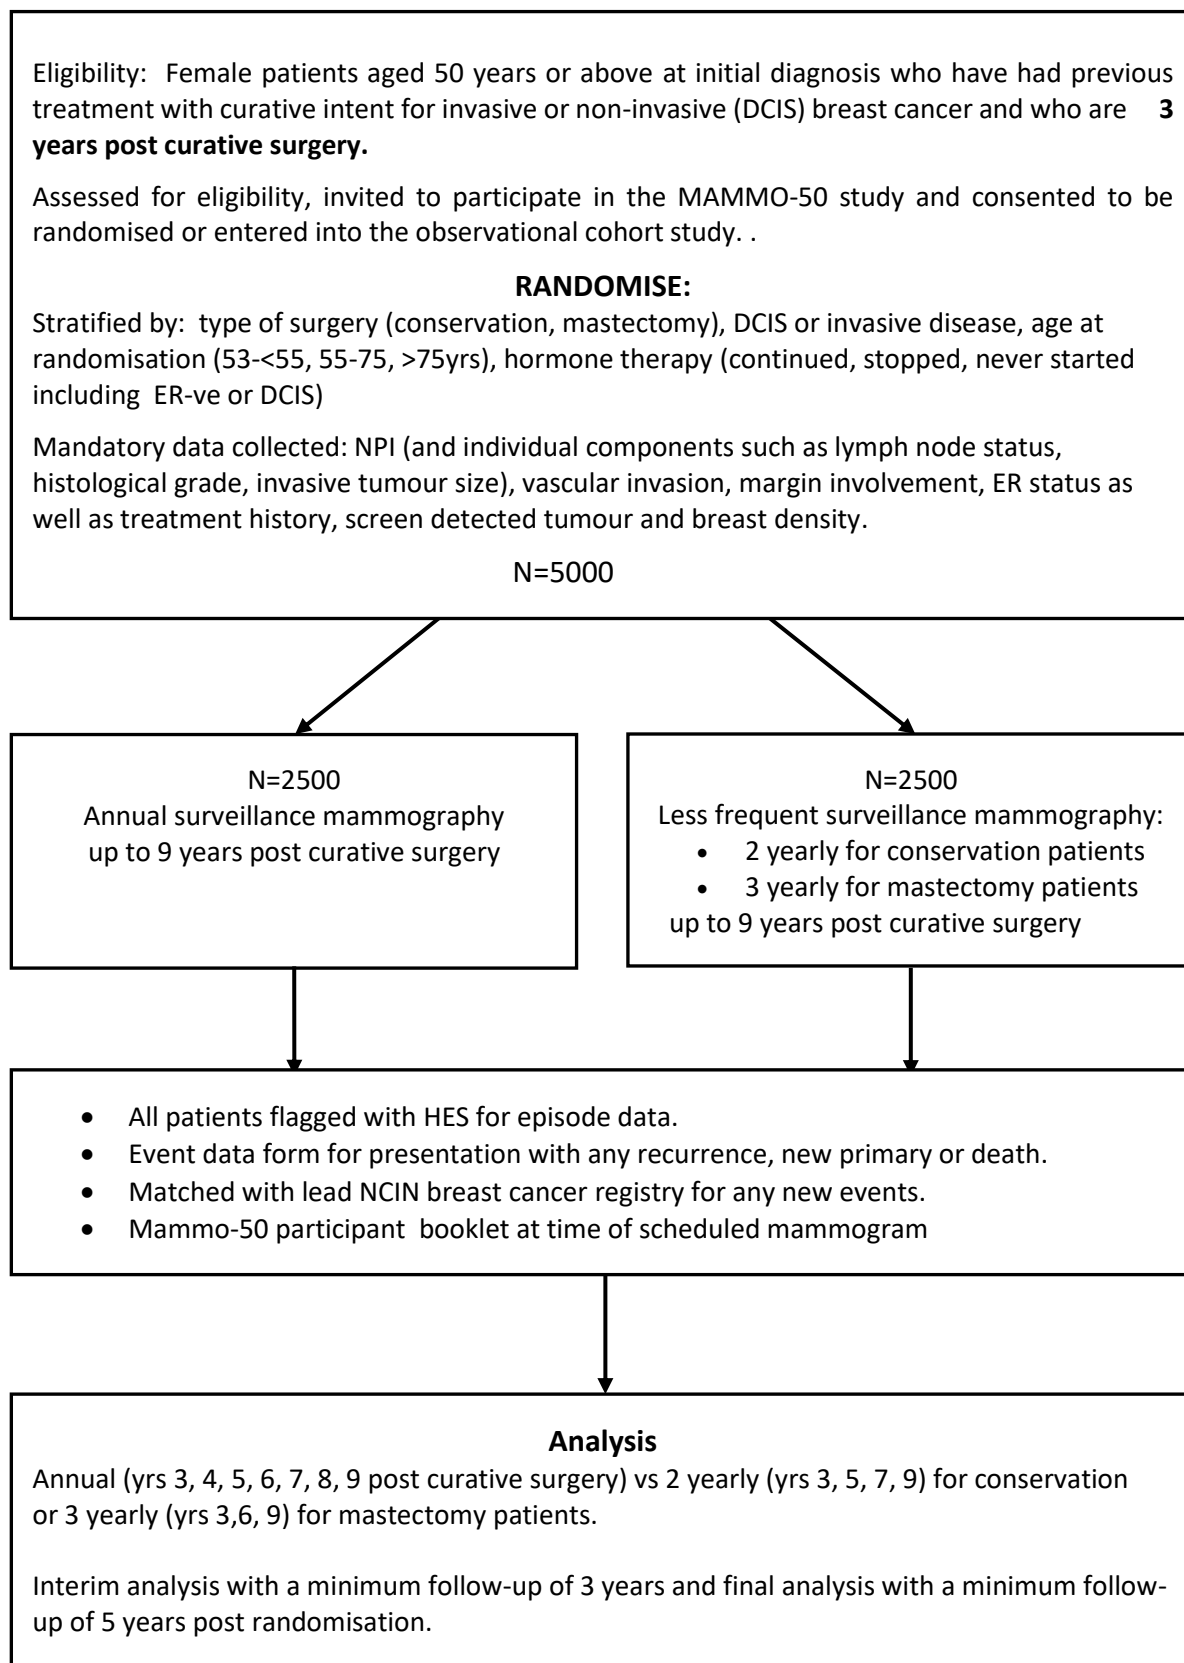 Eligibility: Female patients aged 50 years or above at initial diagnosis who have had previous
treatment with curative intent for invasive or non-invasive (DCIS) breast cancer and who are 3
years post curative surgery.
Assessed for eligibility, invited to participate in the MAMMO-50 study and consented to be
randomised or entered into the observational cohort study. .
RANDOMISE:
Stratified by: type of surgery (conservation, mastectomy), DCIS or invasive disease, age at
randomisation (53-<55, 55-75, >75yrs), hormone therapy (continued, stopped, never started
including ER-ve or DCIS)
Mandatory data collected: NPI (and individual components such as lymph node status,
histological grade, invasive tumour size), vascular invasion, margin involvement, ER status as
well as treatment history, screen detected tumour and breast density.
N=5000
N=2500
Annual surveillance mammography
up to 9 years post curative surgery
N=2500
Less frequent surveillance mammography:
• 2 yearly for conservation patients
• 3 yearly for mastectomy patients
up to 9 years post curative surgery
• All patients flagged with HES for episode data.
• Event data form for presentation with any recurrence, new primary or death.
• Matched with lead NCIN breast cancer registry for any new events.
• Mammo-50 participant booklet at time of scheduled mammogram
Analysis
Annual (yrs 3, 4, 5, 6, 7, 8, 9 post curative surgery) vs 2 yearly (yrs 3, 5, 7, 9) for conservation
or 3 yearly (yrs 3,6, 9) for mastectomy patients.
Interim analysis with a minimum follow-up of 3 years and final analysis with a minimum follow-
up of 5 years post randomisation.